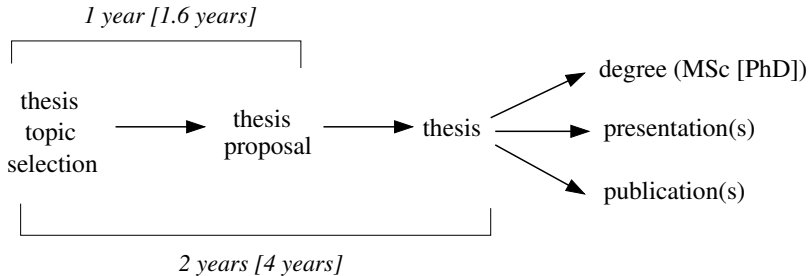 1 year [1.6 years]
thesis
topic
selection
thesis
proposal
thesis
degree (MSc [PhD])
presentation(s)
publication(s)
2 years [4 years]